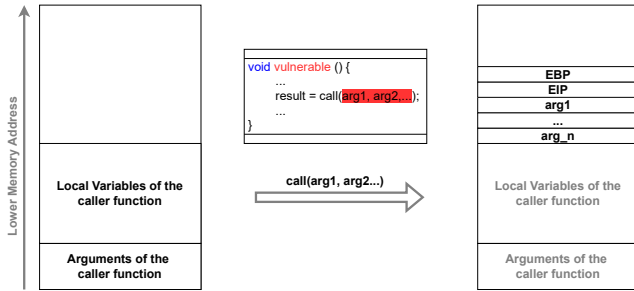 Lower Memory Address
Local Variables of the
caller function
Arguments of the
caller function
void vulnerable () {
...
result = call(arg1, arg2,...);
...
}
call(arg1, arg2...)
EBP
EIP
arg1
...
arg_n
Local Variables of the
caller function
Arguments of the
caller function